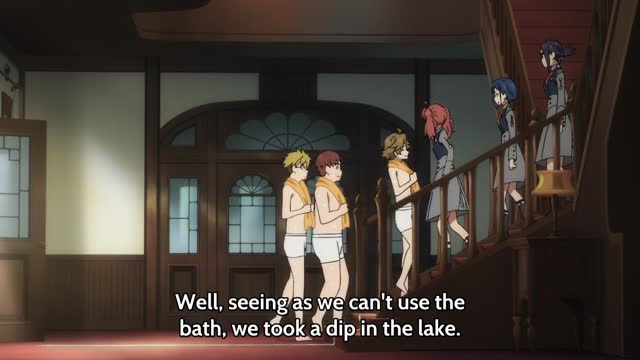 Well, seeing as we can't use the
bath, we took a dip in the lake.